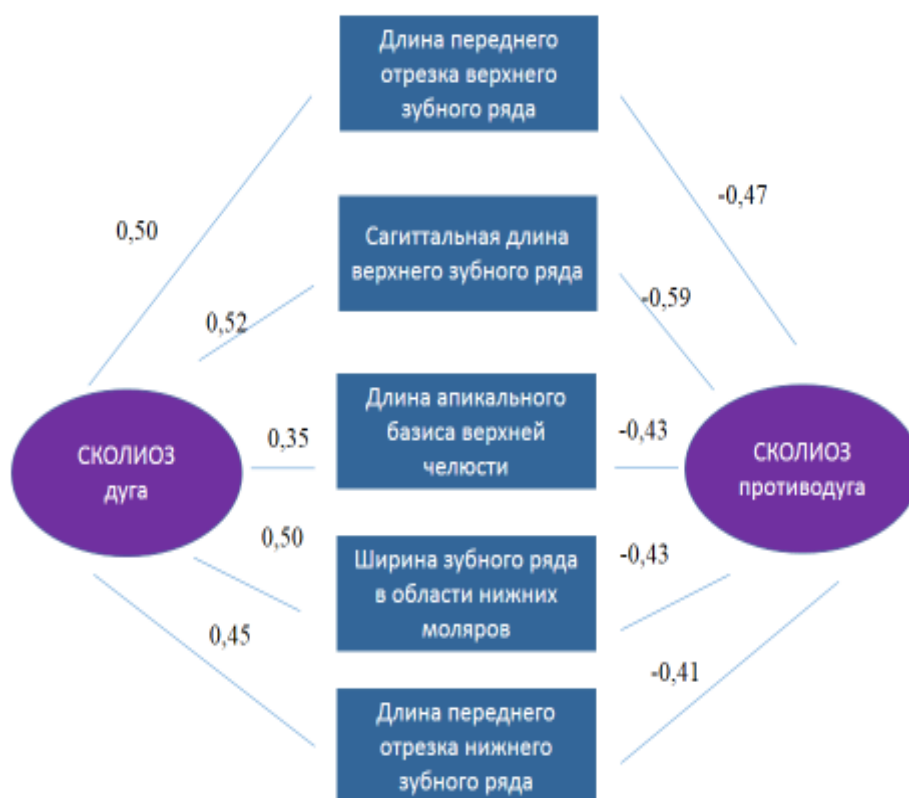 Длина переднего
отрезка верхнего
зубного ряда
0,50
-0,47
Сагиттальная длина
верхнего зубного ряда
0,52
-0,59
СКОЛИОЗ
дуга
0,35
Длина апикального
базиса верхней
челюсти
-0,43
СКОЛИОЗ
противодуга
0,50
Ширина зубного ряда
в области нижних
моляров
-0,43
0,45
-0,41
Длина переднего
отрезка нижнего
зубного ряда